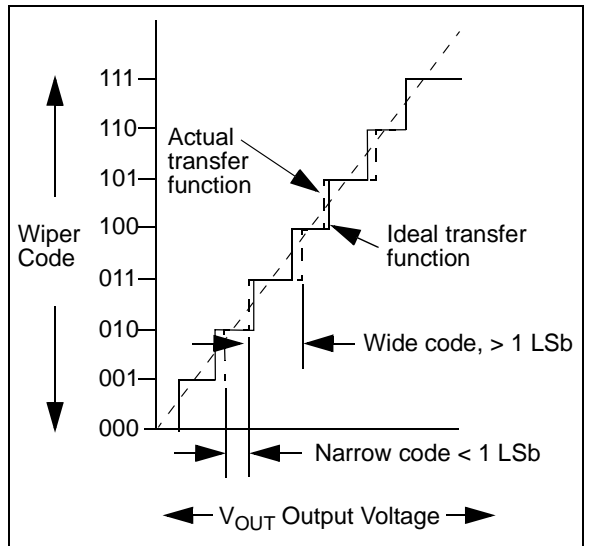 111
110
Actual
transfer
function
101
Wiper
Code
100
Ideal transfer
function
011
010
Wide code, > 1 LSb
001
000
Narrow code < 1 LSb
VOUT Output Voltage